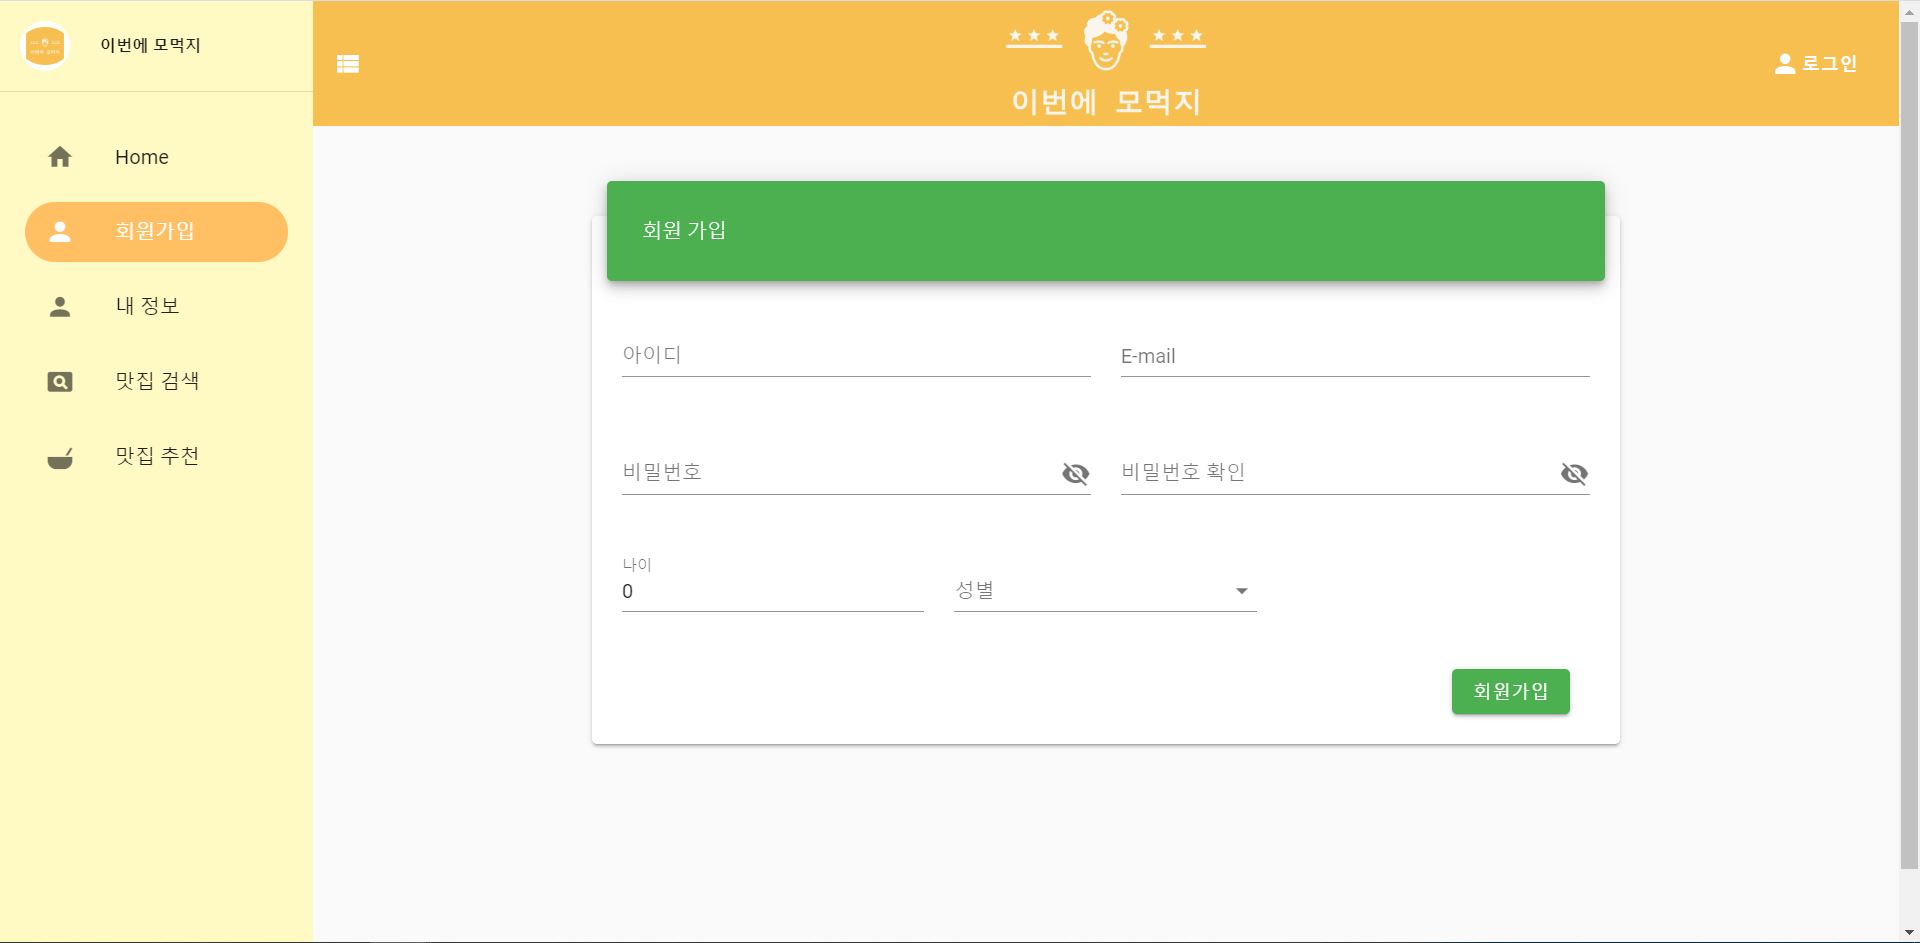 이번에 모먹지
Home
회원가입
내 정보
맛집 검색
맛집 추천
이번에 모먹지
로그인
회원 가입
아이디
E-mail
비밀번호
비밀번호 확인
나이
0
성별
회원가입